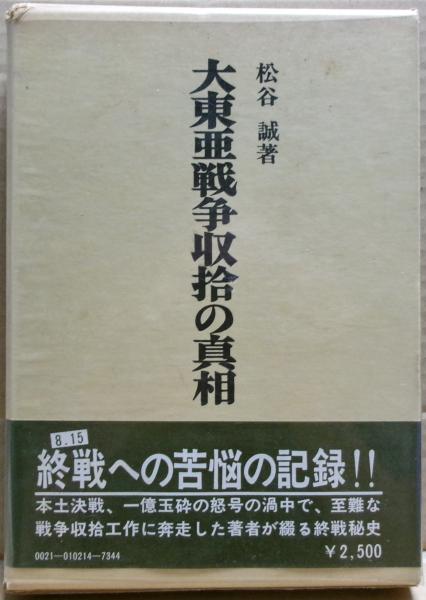 松谷 誠著
大東亜戦争収拾の真相
8.15
終戦への苦悩の記録!!
本土決戦、一億玉砕の怒号の渦中で、至難な
戦争収拾工作に奔走した著者が綴る終戦秘史
0021―010214―7344
￥2,500